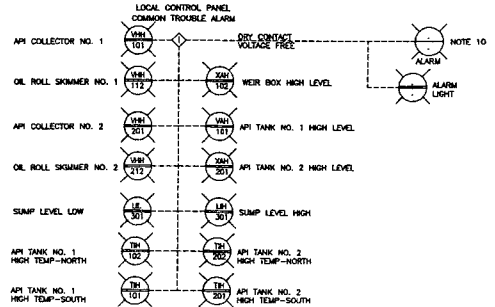 LOCAL CONTROL PANEL
COMMON TROUBLE ALARM
API COLLECTOR NO. 1
VHH
101
DRY CONTACT
VOLTAGE FREE
NOTE 10
ALARM
OIL ROLL SKIMMER NO. 1
VHH
112
XAH
102
WEIR BOX HIGH LEVEL
ALARM
LIGHT
API COLLECTOR NO. 2
VHH
201
VAH
101
API TANK NO. 1 HIGH LEVEL
OIL ROLL SKIMMER NO. 2
VHH
212
XAH
201
API TANK NO. 2 HIGH LEVEL
SUMP LEVEL LOW
301
301
SUMP LEVEL HIGH
API TANK NO. 1
HIGH TEMP-NORTH
TIH
102
TIH
202
API TANK NO. 2
HIGH TEMP-NORTH
API TANK NO. 1
HIGH TEMP-SOUTH
TIH
101
TIH
201
API TANK NO. 2
HIGH TEMP-SOUTH